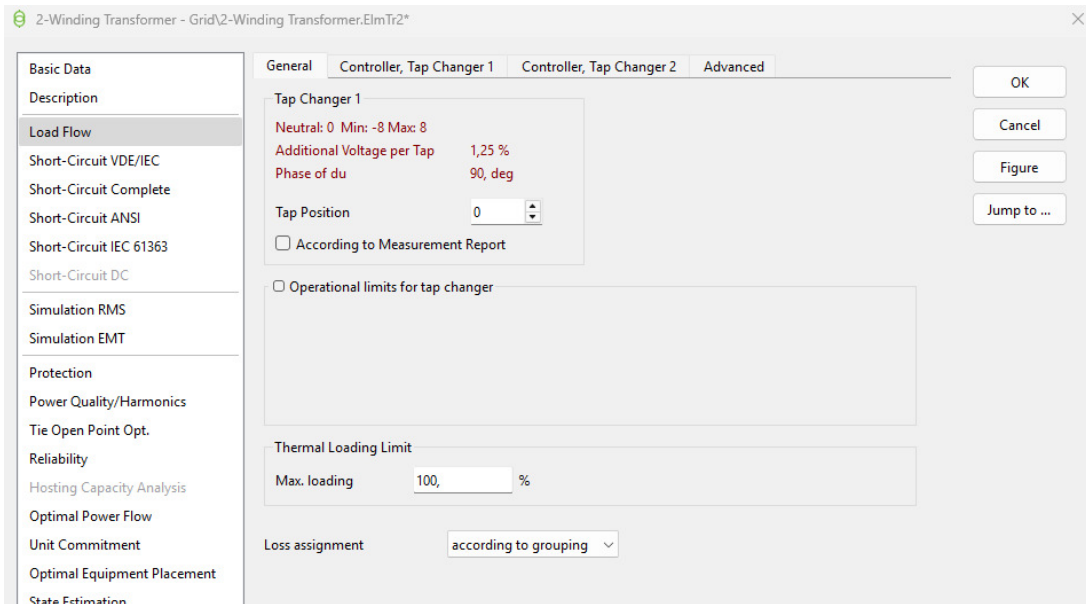 2-Winding Transformer - Grid\2-Winding Transformer.ElmTr2*
Basic Data
Description
Load Flow
Short-Circuit VDE/IEC
Short-Circuit Complete
Short-Circuit ANSI
Short-Circuit IEC 61363
Short-Circuit DC
Simulation RMS
Simulation EMT
Protection
Power Quality/Harmonics
Tie Open Point Opt.
Reliability
Hosting Capacity Analysis
Optimal Power Flow
Unit Commitment
Optimal Equipment Placement
State Estimation
General Controller, Tap Changer 1 Controller, Tap Changer 2 Advanced
Tap Changer 1
Neutral: 0 Min: -8 Max: 8
Additional Voltage per Tap 1,25 %
Phase of du 90, deg
Tap Position 0
According to Measurement Report
Operational limits for tap changer
Thermal Loading Limit
Max. loading 100, %
Loss assignment according to grouping
OK
Cancel
Figure
Jump to ...